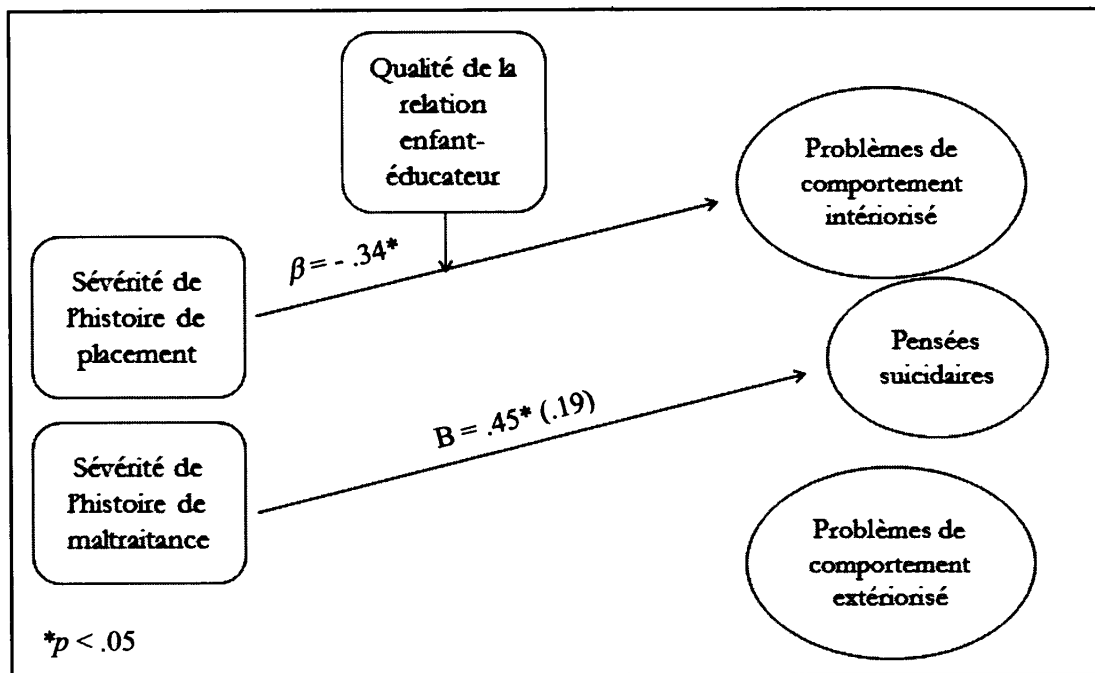 Qualité de la
relation
enfant-
éducateur
Problèmes de
comportement
intériorisé
β = - .34*
Sévérité de
l'histoire de
placement
Pensées
suicidaires
B = .45* (.19)
Sévérité de
l'histoire de
maltraitance
Problèmes de
comportement
extériorisé
*p < .05